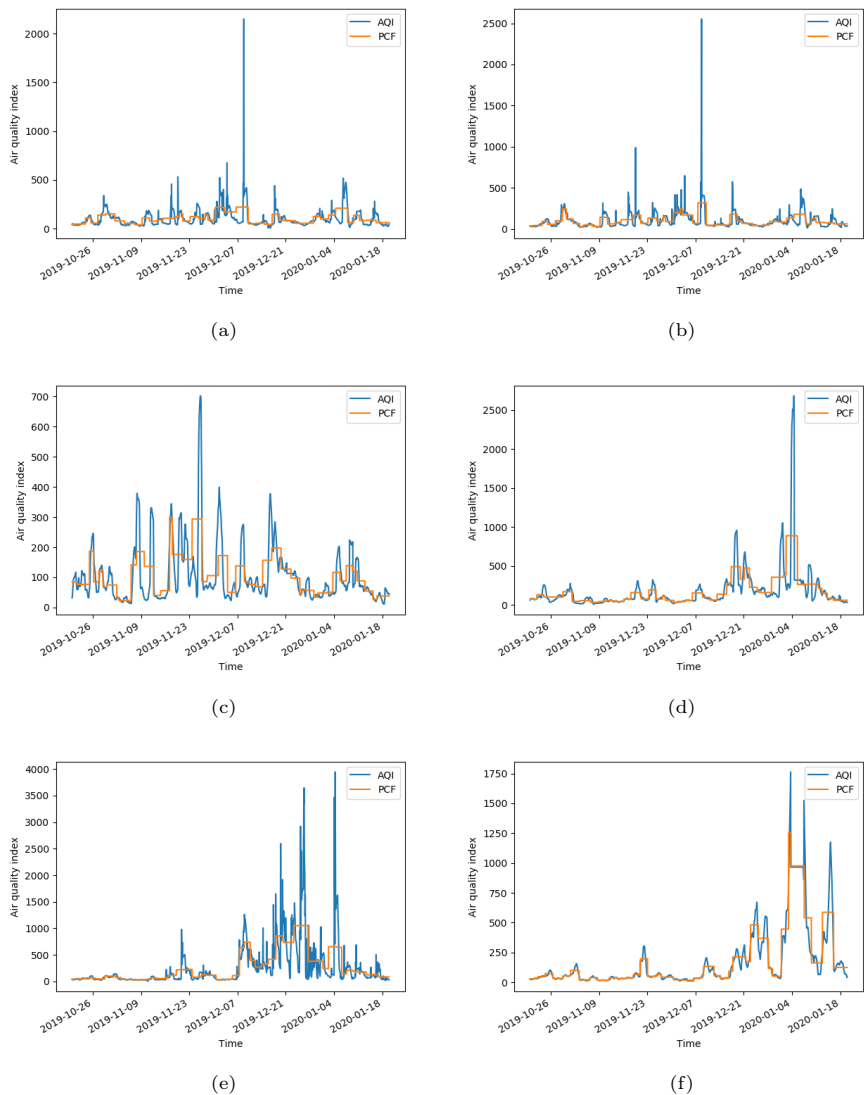 AQI
PCF
Air quality index
2000
1500
1000
500
0
2019-10-26
2019-11-09
2019-11-23
2019-12-07
2019-12-21
2020-01-04
2020-01-18
Time
(a)
AQI
PCF
Air quality index
2500
2000
1500
1000
500
0
2019-10-26
2019-11-09
2019-11-23
2019-12-07
2019-12-21
2020-01-04
2020-01-18
Time
(b)
AQI
PCF
Air quality index
700
600
500
400
300
200
100
0
2019-10-26
2019-11-09
2019-11-23
2019-12-07
2019-12-21
2020-01-04
2020-01-18
Time
(c)
AQI
PCF
Air quality index
2500
2000
1500
1000
500
0
2019-10-26
2019-11-09
2019-11-23
2019-12-07
2019-12-21
2020-01-04
2020-01-18
Time
(d)
AQI
PCF
Air quality index
4000
3500
3000
2500
2000
1500
1000
500
0
2019-10-26
2019-11-09
2019-11-23
2019-12-07
2019-12-21
2020-01-04
2020-01-18
Time
(e)
AQI
PCF
Air quality index
1750
1500
1250
1000
750
500
250
0
2019-10-26
2019-11-09
2019-11-23
2019-12-07
2019-12-21
2020-01-04
2020-01-18
Time
(f)